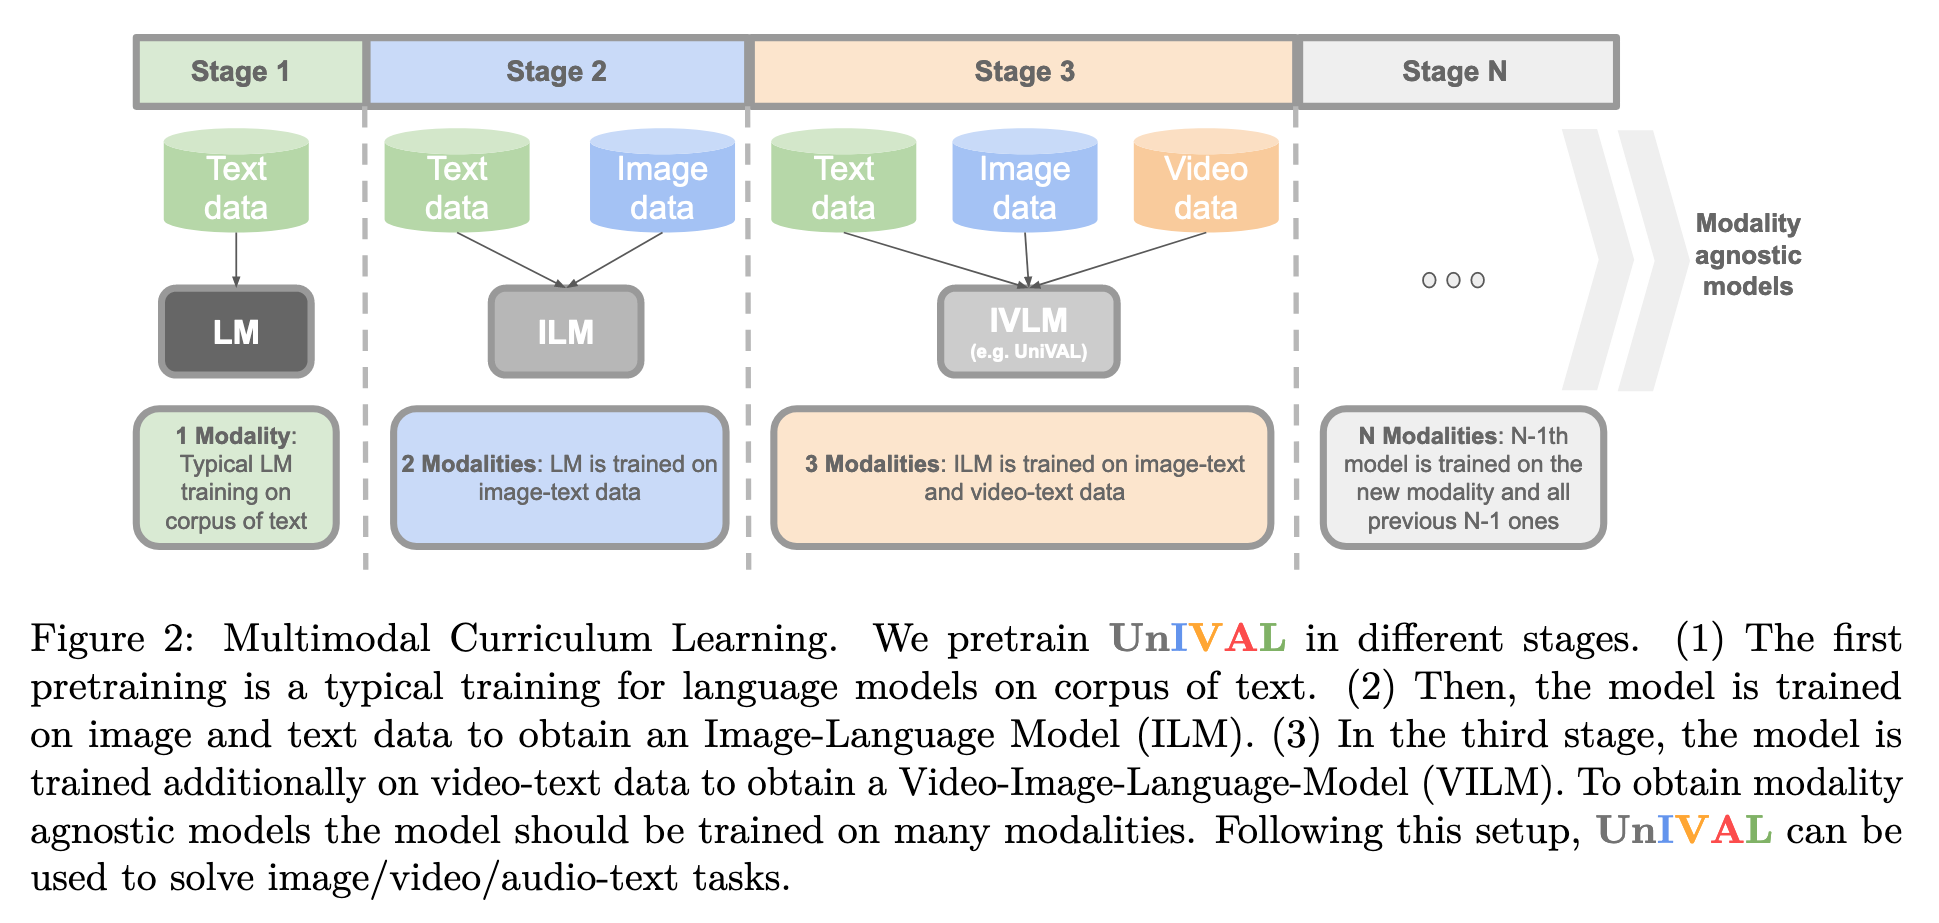 Stage 1
Stage 2
Stage 3
Stage N
Text
data
Text
data
Image
data
Text
data
Image
data
Video
data
Modality
agnostic
models
LM
ILM
IVLM
(e.g. UniVAL)
1 Modality:
Typical LM
training on
corpus of text
2 Modalities: LM is trained on
image-text data
3 Modalities: ILM is trained on image-text
and video-text data
N Modalities: N-1th
model is trained on the
new modality and all
previous N-1 ones
Figure 2: Multimodal Curriculum Learning. We pretrain UnIVAL in different stages. (1) The first
pretraining is a typical training for language models on corpus of text. (2) Then, the model is trained
on image and text data to obtain an Image-Language Model (ILM). (3) In the third stage, the model is
trained additionally on video-text data to obtain a Video-Image-Language-Model (VILM). To obtain modality
agnostic models the model should be trained on many modalities. Following this setup, UnIVAL can be
used to solve image/video/audio-text tasks.